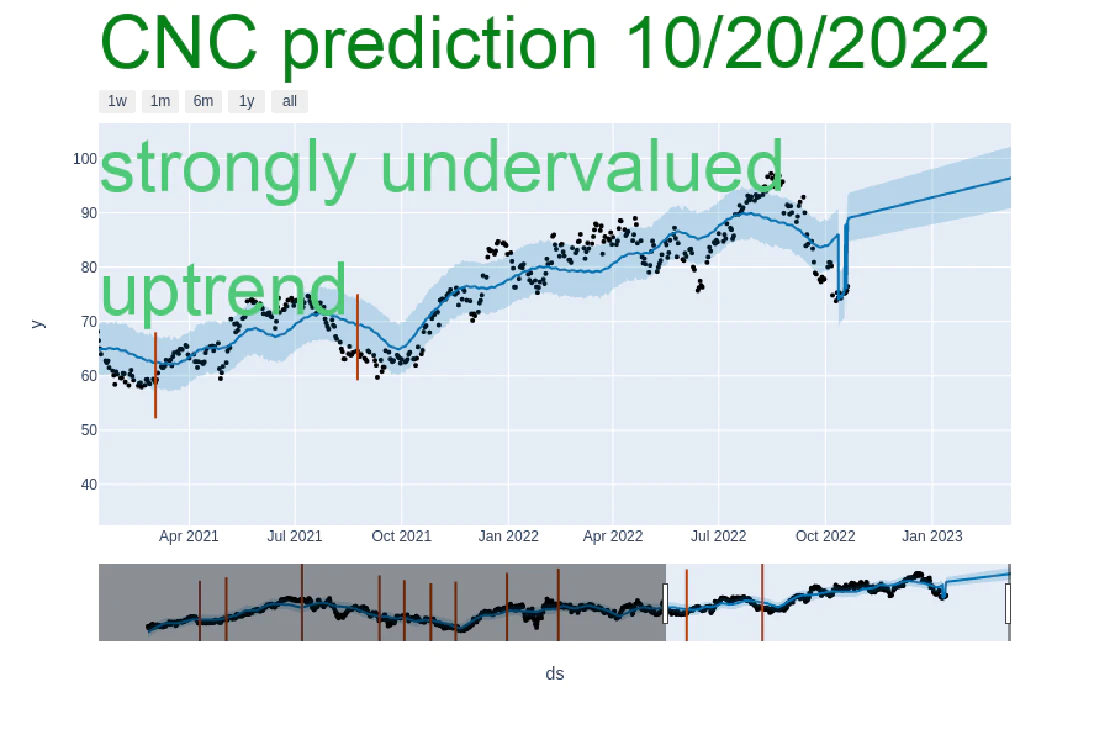 CNC prediction 10/20/2022
1w 1m 6m 1y all
strongly undervalued
uptrend
100
90
80
70
60
50
40
y
Apr 2021 Jul 2021 Oct 2021 Jan 2022 Apr 2022 Jul 2022 Oct 2022 Jan 2023
ds